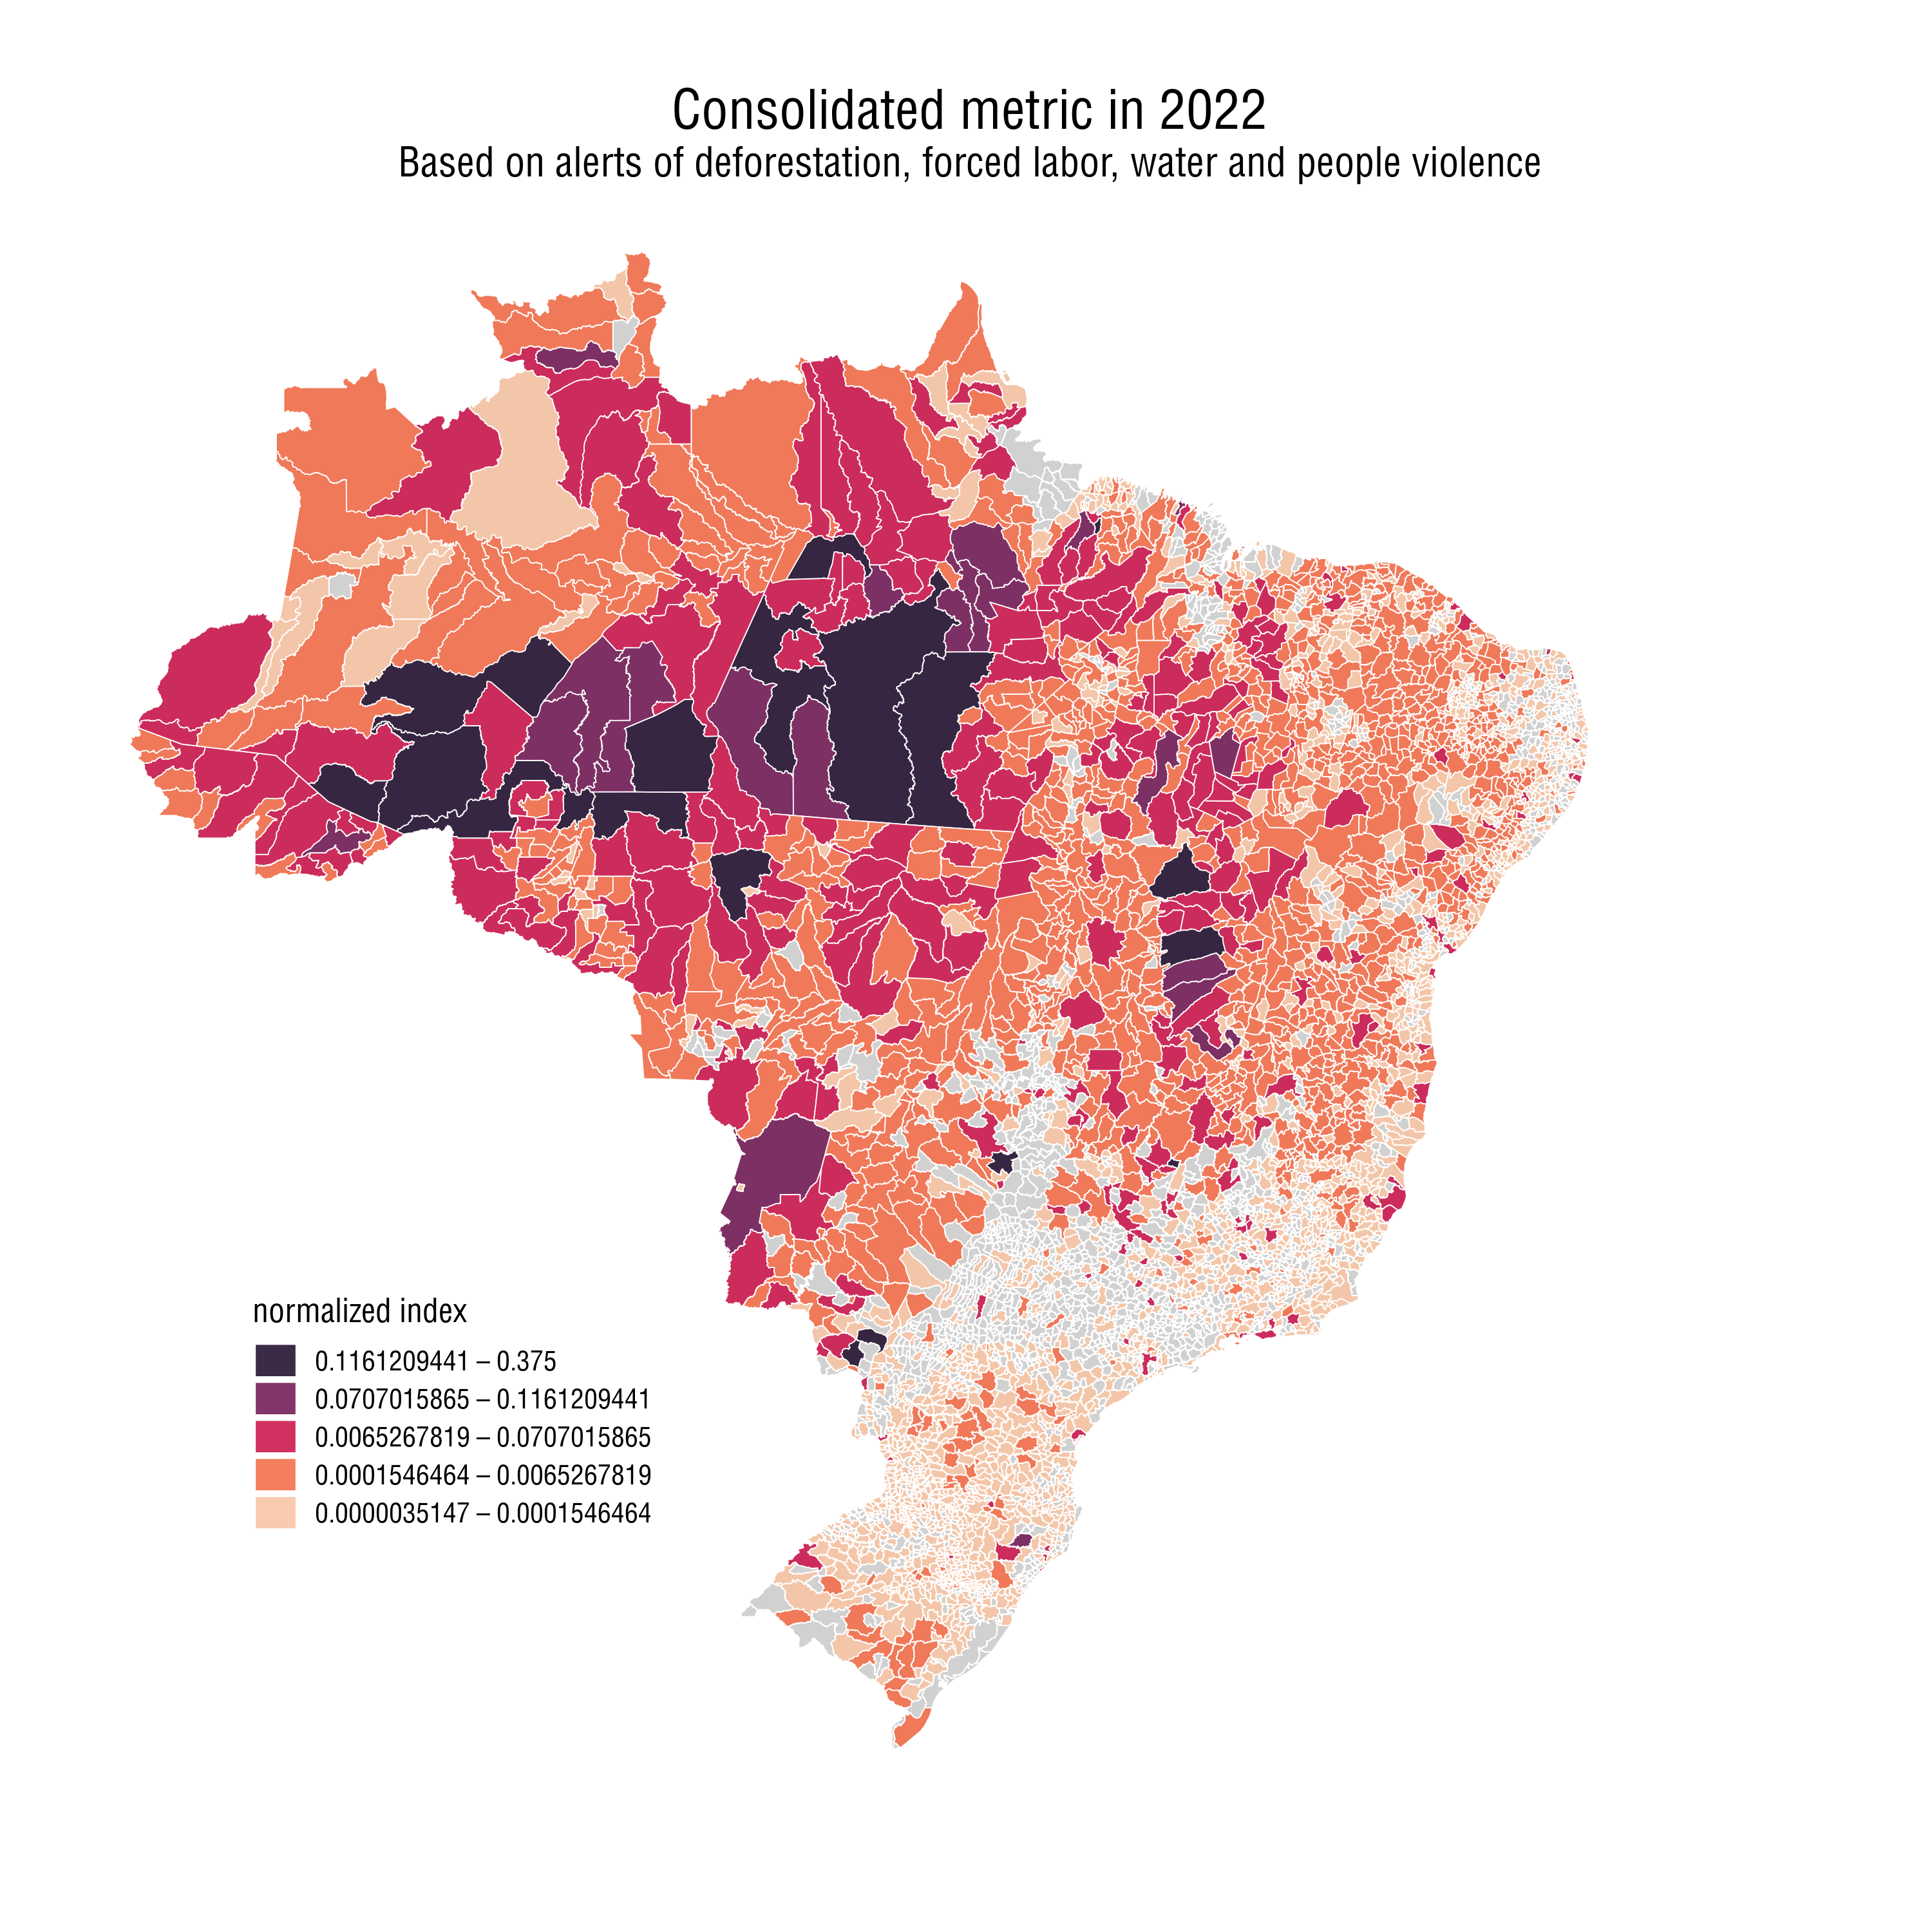 Consolidated metric in 2022
Based on alerts of deforestation, forced labor, water and people violence
normalized index
0.1161209441 – 0.375
0.0707015865 – 0.1161209441
0.0065267819 – 0.0707015865
0.0001546464 – 0.0065267819
0.0000035147 – 0.0001546464